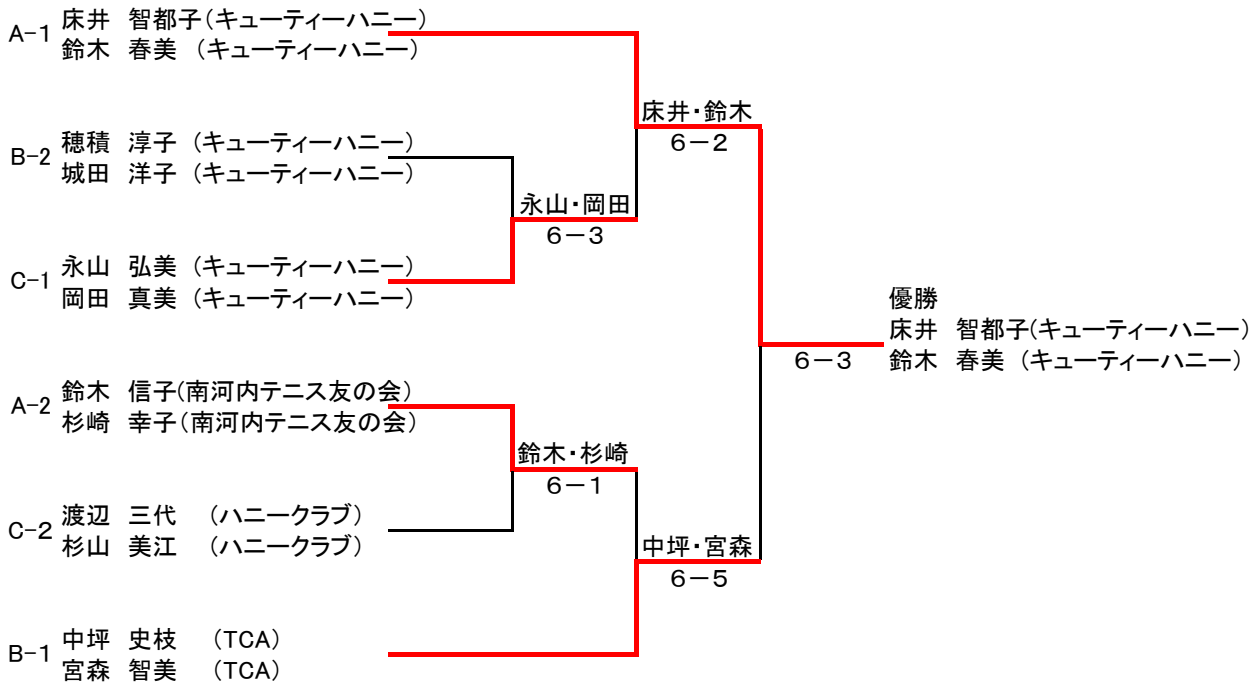 A-1
床井 智都子(キューティーハニー)
鈴木 春美 (キューティーハニー)
床井・鈴木
6-2
B-2
穂積 淳子 (キューティーハニー)
城田 洋子 (キューティーハニー)
永山・岡田
6-3
C-1
永山 弘美 (キューティーハニー)
岡田 真美 (キューティーハニー)
優勝
床井 智都子(キューティーハニー)
鈴木 春美 (キューティーハニー)
6-3
A-2
鈴木 信子(南河内テニス友の会)
杉崎 幸子(南河内テニス友の会)
鈴木・杉崎
6-1
C-2
渡辺 三代 (ハニークラブ)
杉山 美江 (ハニークラブ)
中坪・宮森
6-5
B-1
中坪 史枝 (TCA)
宮森 智美 (TCA)